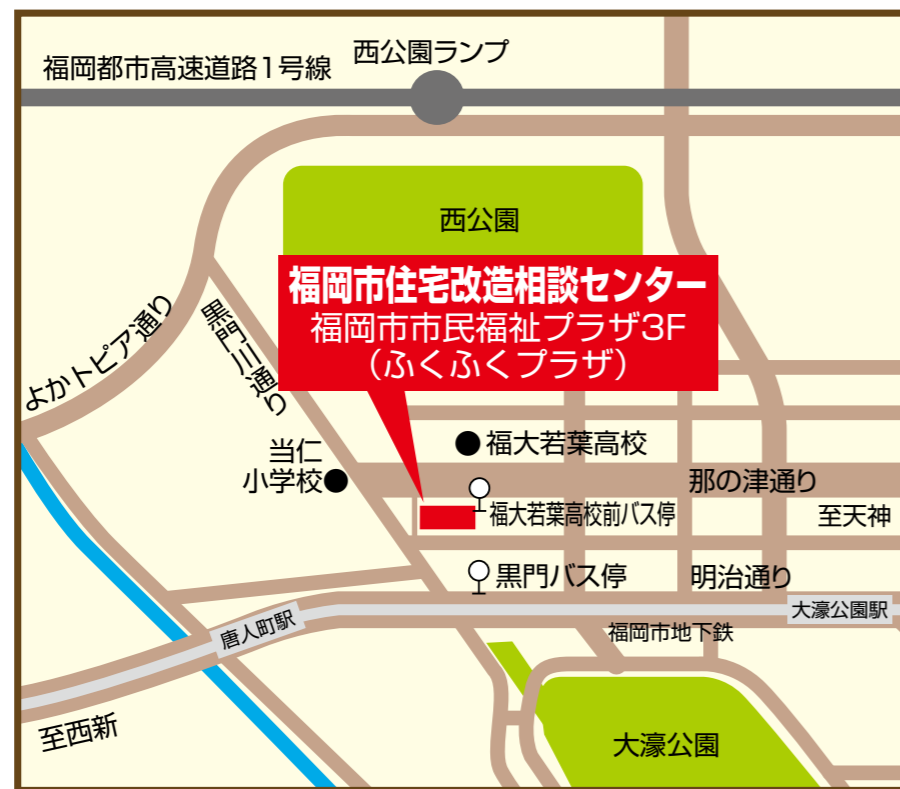 西公園ランプ
福岡都市高速道路1号線
西公園
福岡市住宅改造相談センター
福岡市市民福祉プラザ3F
（ふくふくプラザ）
よかトピア通り
黒門川通り
当仁
小学校
福大若葉高校
那の津通り
福大若葉高校前バス停
至天神
黒門バス停
明治通り
大濠公園駅
唐人町駅
福岡市地下鉄
至西新
大濠公園